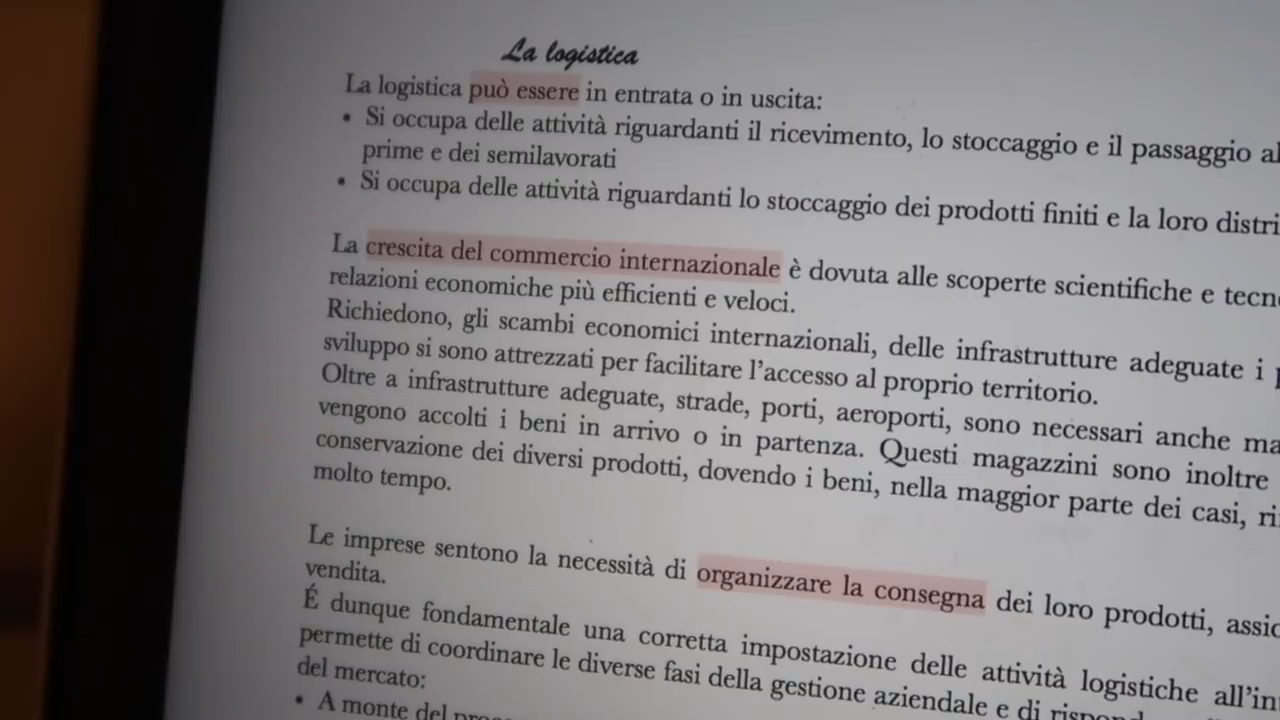 La logistica
La logistica può essere in entrata o in uscita:
• Si occupa delle attività riguardanti il ricevimento, lo stoccaggio e il passaggio
prime e dei semilavorati
• Si occupa delle attività riguardanti lo stoccaggio dei prodotti finiti e la loro
La crescita del commercio internazionale è dovuta alle scoperte scientifiche e
relazioni economiche più efficienti e veloci.
Richiedono, gli scambi economici internazionali, delle infrastrutture adeguate i
sviluppo si sono attrezzati per facilitare l'accesso al proprio territorio.
Oltre a infrastrutture adeguate, strade, porti, aeroporti, sono necessari anche
vengono accolti i beni in arrivo o in partenza. Questi magazzini sono inoltre
conservazione dei diversi prodotti, dovendo i beni, nella maggior parte dei casi,
molto tempo.
Le imprese sentono la necessità di organizzare la consegna dei loro prodotti,
vendita.
É dunque fondamentale una corretta impostazione delle attività logistiche
permette di coordinare le diverse fasi della gestione aziendale e di
del mercato:
• A monte del